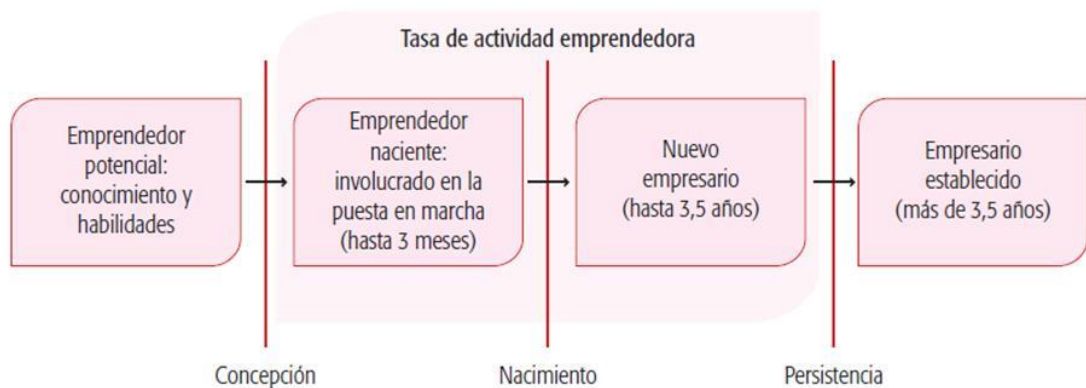 Tasa de actividad emprendedora
Emprendedor
potencial:
conocimiento y
habilidades
Emprendedor
naciente:
involucrado en la
puesta en marcha
(hasta 3 meses)
Nuevo
empresario
(hasta 3,5 años)
Empresario
establecido
(más de 3,5 años)
Concepción
Nacimiento
Persistencia